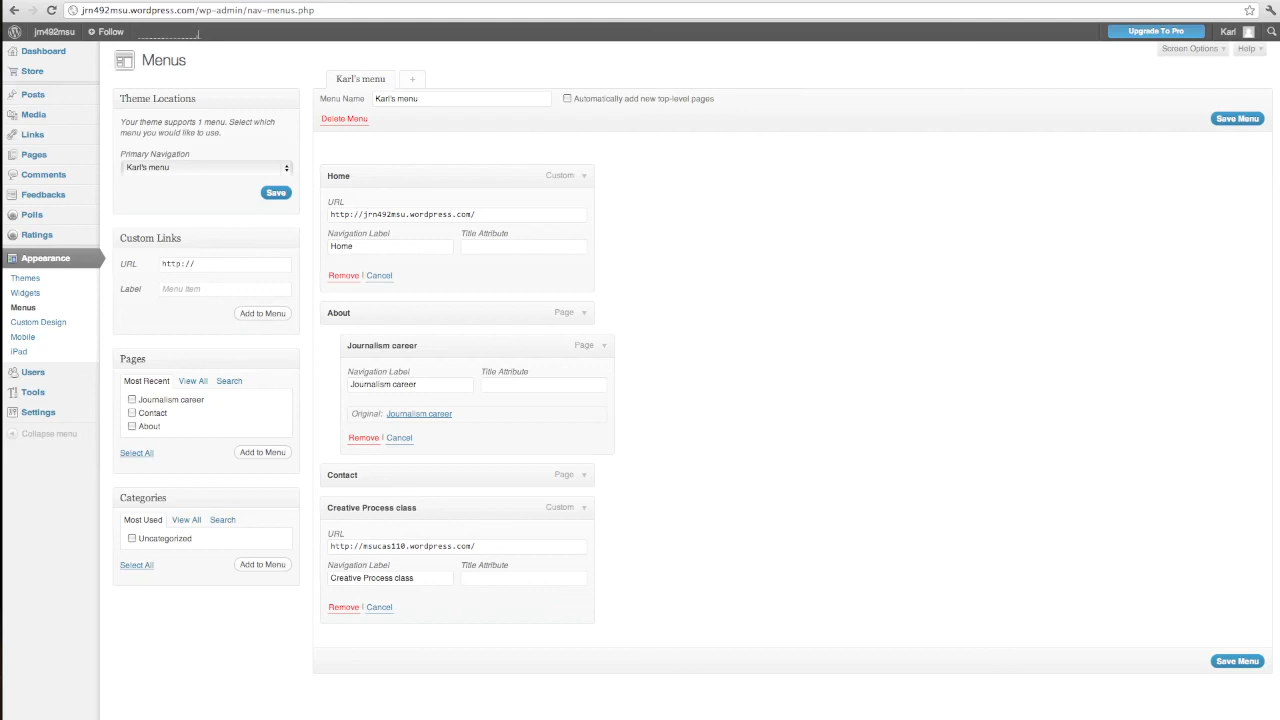 jrn492msu.wordpress.com/wp-admin/nav-menus.php
jrn492msu Follow Upgrade To Pro Karl
Screen Options Help
Dashboard
Store
Posts
Media
Links
Pages
Comments
Feedbacks
Polls
Ratings
Appearance
Themes
Widgets
Menus
Custom Design
Mobile
iPad
Users
Tools
Settings
Collapse menu
Menus
Theme Locations
Your theme supports 1 menu. Select which
menu you would like to use.
Primary Navigation
Karl's menu
Save
Custom Links
URL http://
Label Menu Item
Add to Menu
Pages
Most Recent View All Search
Journalism career
Contact
About
Select All Add to Menu
Categories
Most Used View All Search
Uncategorized
Select All Add to Menu
Karl's menu +
Menu Name Karl's menu Automatically add new top-level pages
Delete Menu Save Menu
Home Custom
URL
http://jrn492msu.wordpress.com/
Navigation Label Title Attribute
Home
Remove | Cancel
About Page
Journalism career Page
Navigation Label Title Attribute
Journalism career
Original: Journalism career
Remove | Cancel
Contact Page
Creative Process class Custom
URL
http://msucas110.wordpress.com/
Navigation Label Title Attribute
Creative Process class
Remove | Cancel
Save Menu